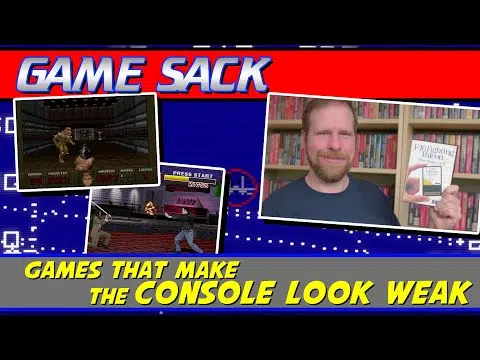 GAME SACK
PRESS START
GAMES THAT MAKE
THE CONSOLE LOOK WEAK